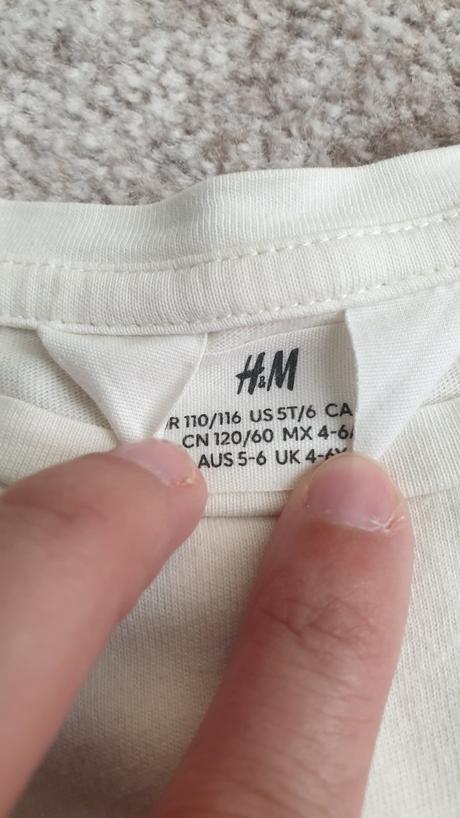 H&M
R 110/116 US 5T/6 CA
CN 120/60 MX 4-6
AUS 5-6 UK 4-6Y